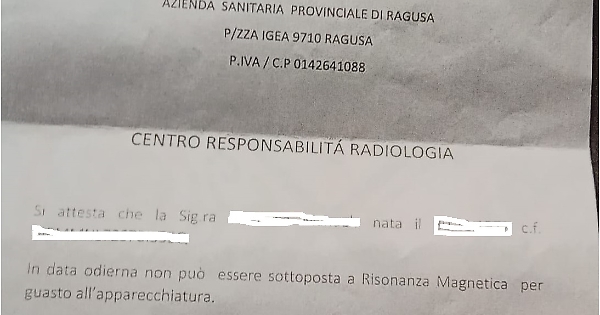 AZIENDA SANITARIA PROVINCIALE DI RAGUSA
P/ZZA IGEA 9710 RAGUSA
P.IVA / C.P 0142641088
CENTRO RESPONSABILITÁ RADIOLOGIA
Si attesta che la Sig.ra nata il c.f.
In data odierna non può essere sottoposta a Risonanza Magnetica per
guasto all'apparecchiatura.